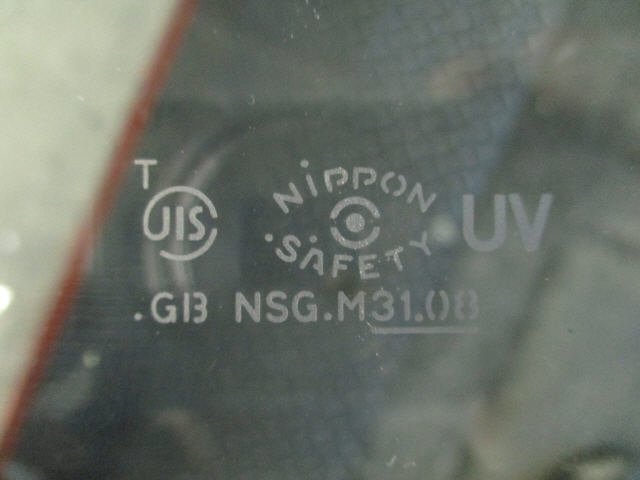 T
JIS
NIPPON
.SAFETY
UV
.GB NSG.M31.08